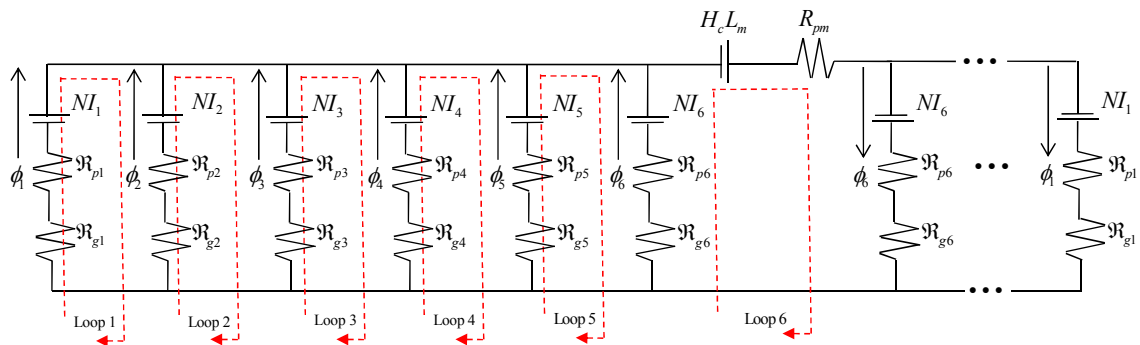 H_c L_m R_pm
NI_1 NI_2 NI_3 NI_4 NI_5 NI_6 NI_6 NI_1
ϕ_1 ℜ_p1 ϕ_2 ℜ_p2 ϕ_3 ℜ_p3 ϕ_4 ℜ_p4 ϕ_5 ℜ_p5 ϕ_6 ℜ_p6 ϕ_6 ℜ_p6 ϕ_1 ℜ_p1
ℜ_g1 ℜ_g2 ℜ_g3 ℜ_g4 ℜ_g5 ℜ_g6 ℜ_g6 ℜ_g1
Loop 1 Loop 2 Loop 3 Loop 4 Loop 5 Loop 6